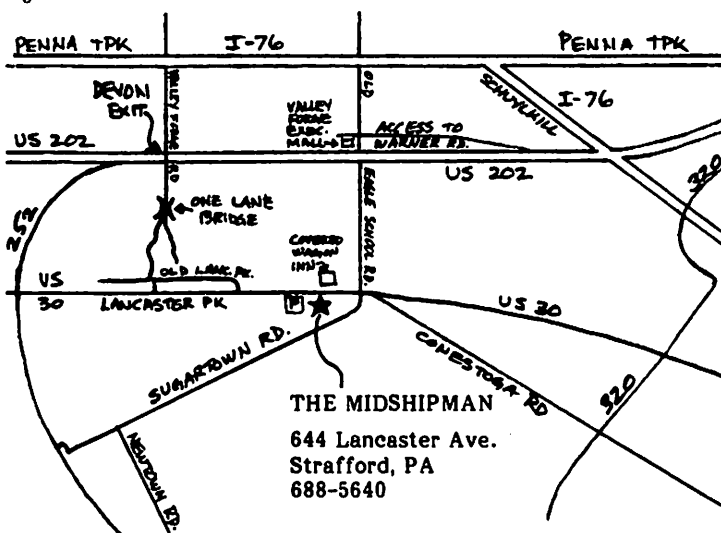 PENNA TPK
I-76
PENNA TPK
DEVON
EXIT
VALLEY FORGE
RD
OLD
VALLEY
FORGE
EXEC.
MALL→
ACCESS TO
WARNER RD.
SCHUYLKILL
I-76
US 202
US 202
320
252
ONE LANE
BRIDGE
EAGLE SCHOOL RD.
COVERED
WAGON
INN
US
30
OLD LANC. PK.
LANCASTER PK
P
US 30
SUGARTOWN RD.
CONESTOGA RD
320
NEWTOWN RD.
THE MIDSHIPMAN
644 Lancaster Ave.
Strafford, PA
688-5640